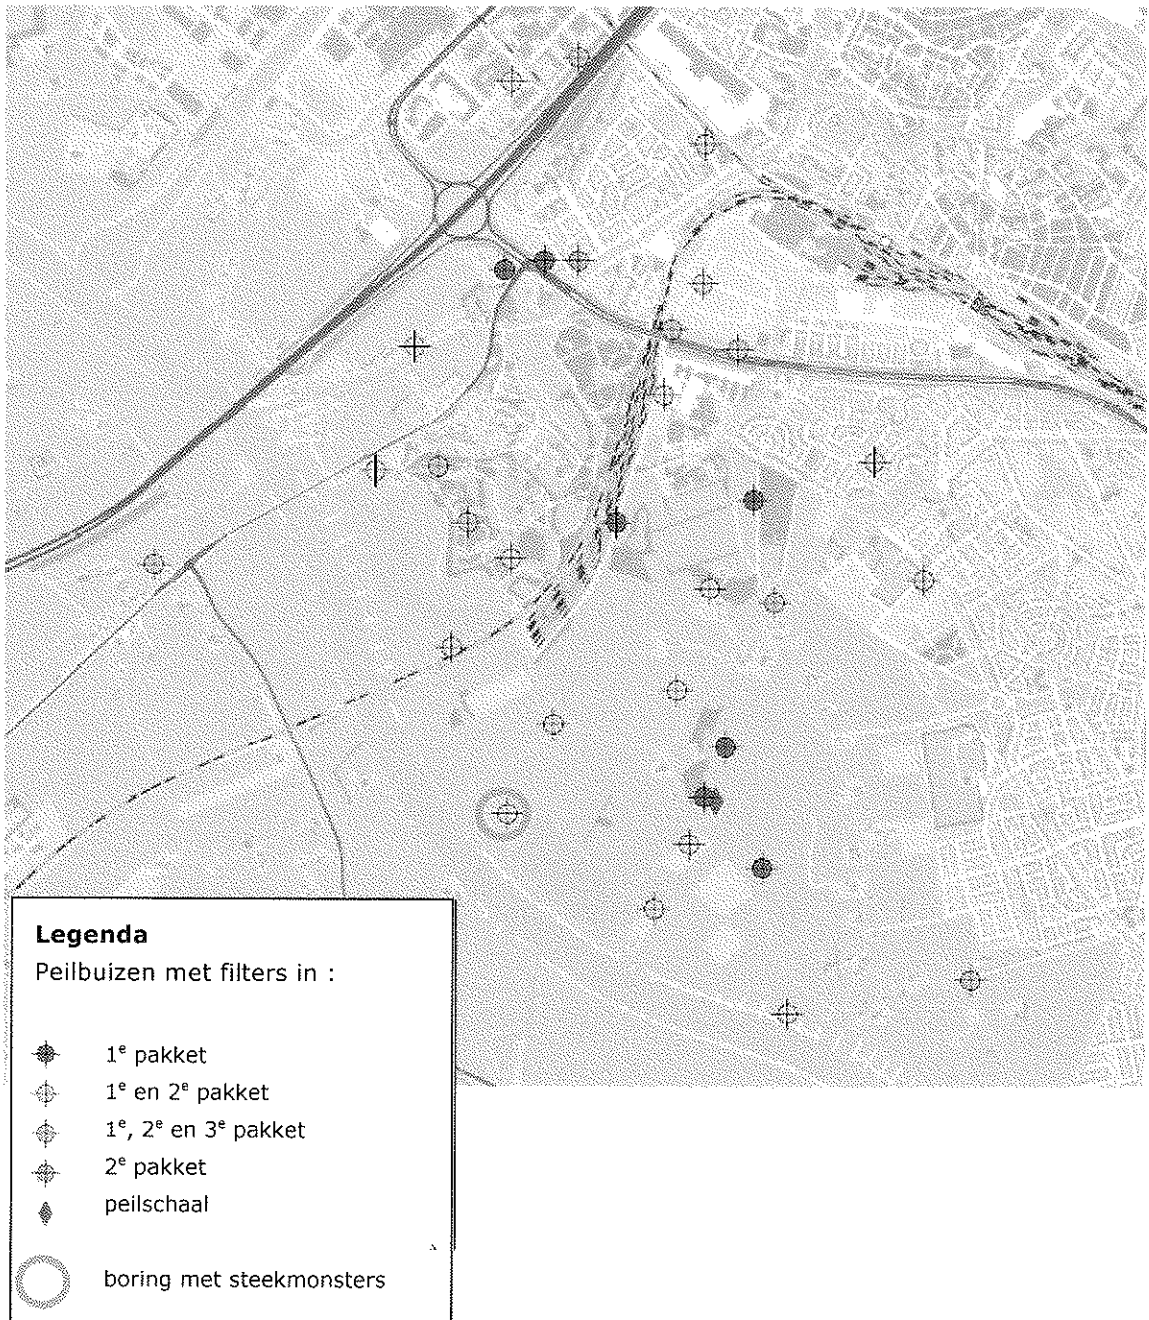 Legenda
Peilbuizen met filters in :
1e pakket
1e en 2e pakket
1e, 2e en 3e pakket
2e pakket
peilschaal
boring met steekmonsters